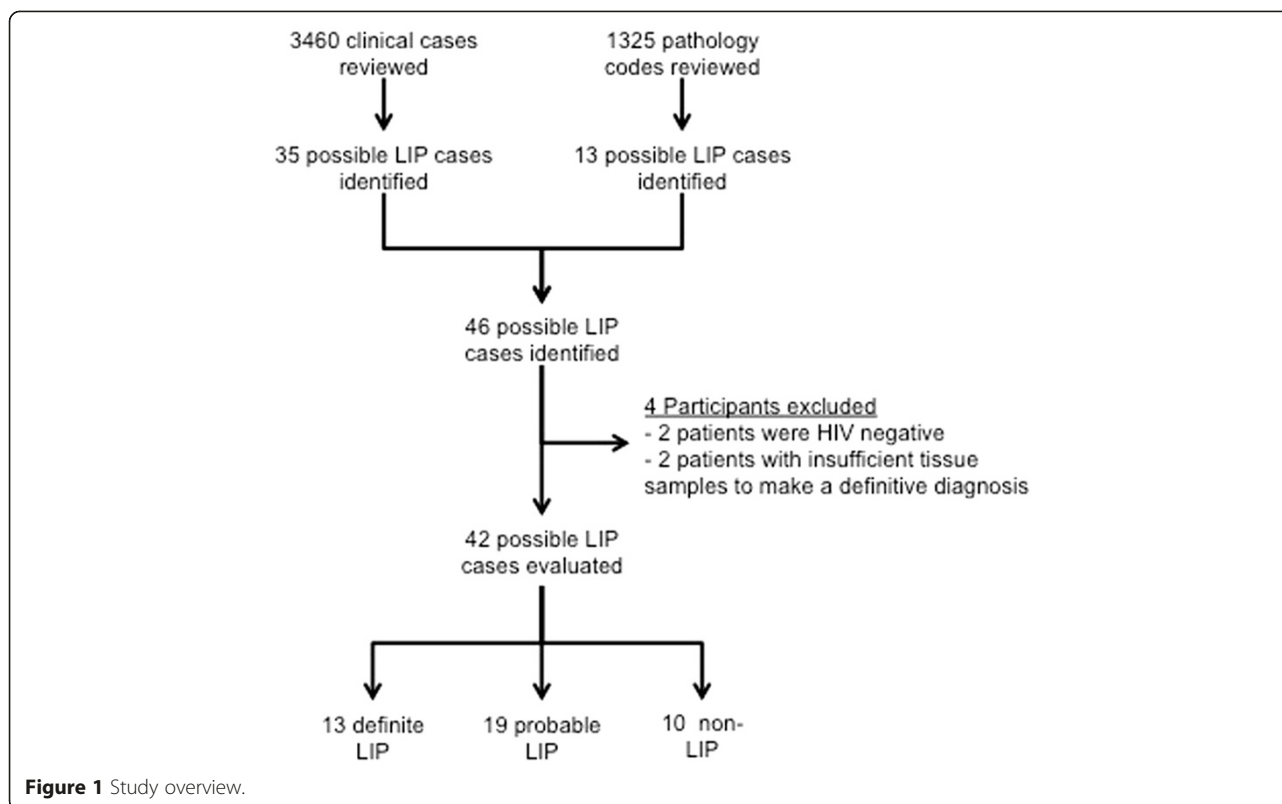 3460 clinical cases
reviewed
1325 pathology
codes reviewed
35 possible LIP cases
identified
13 possible LIP cases
identified
46 possible LIP
cases identified
4 Participants excluded
- 2 patients were HIV negative
- 2 patients with insufficient tissue
samples to make a definitive diagnosis
42 possible LIP
cases evaluated
13 definite
LIP
19 probable
LIP
10 non-
LIP
Figure 1 Study overview.